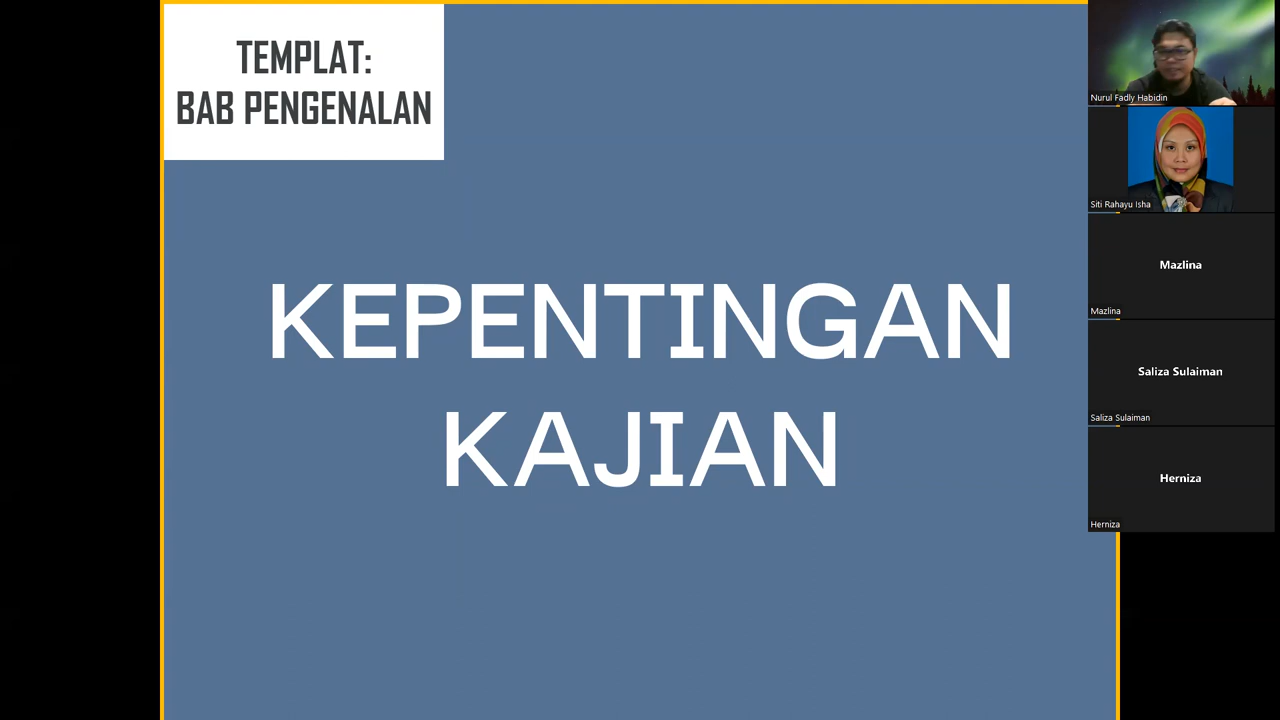 TEMPLAT:
BAB PENGENALAN
KEPENTINGAN
KAJIAN
Nurul Fadly Habidin
Siti Rahayu Isha
Mazlina
Mazlina
Saliza Sulaiman
Saliza Sulaiman
Herniza
Herniza